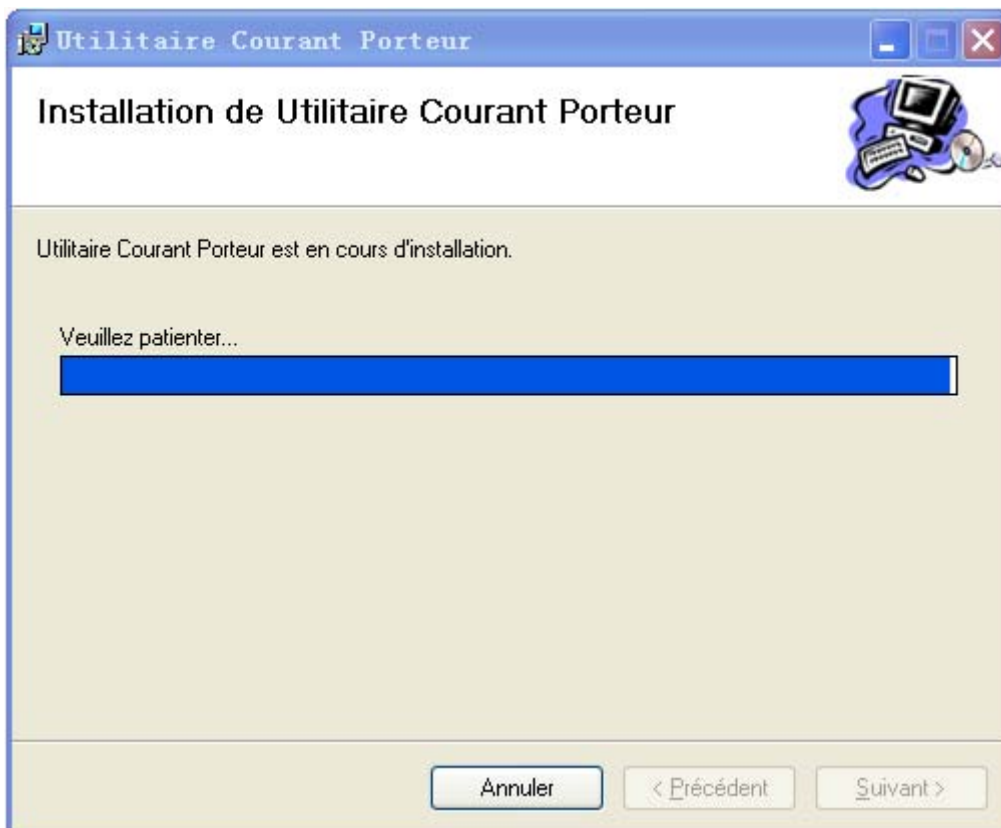 Utilitaire Courant Porteur
Installation de Utilitaire Courant Porteur
Utilitaire Courant Porteur est en cours d'installation.
Veuillez patienter...
Annuler
< Précédent
Suivant >